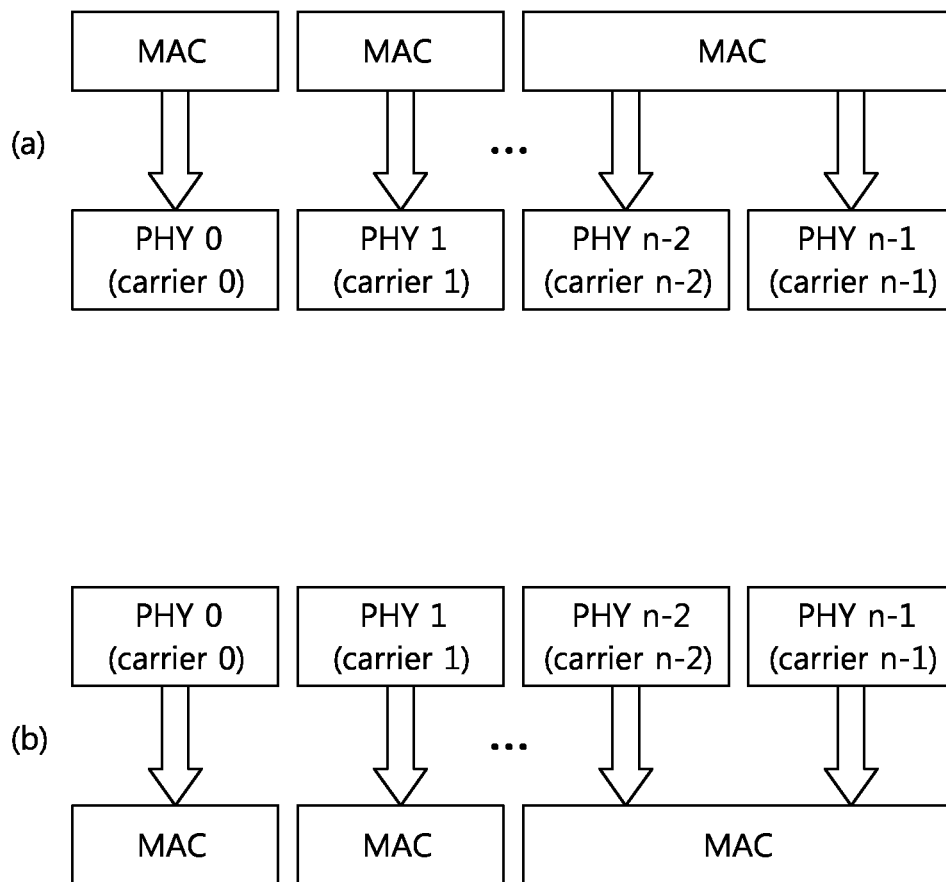 MAC MAC MAC
(a)
...
PHY 0 PHY 1 PHY n-2 PHY n-1
(carrier 0) (carrier 1) (carrier n-2) (carrier n-1)
PHY 0 PHY 1 PHY n-2 PHY n-1
(carrier 0) (carrier 1) (carrier n-2) (carrier n-1)
(b)
...
MAC MAC MAC